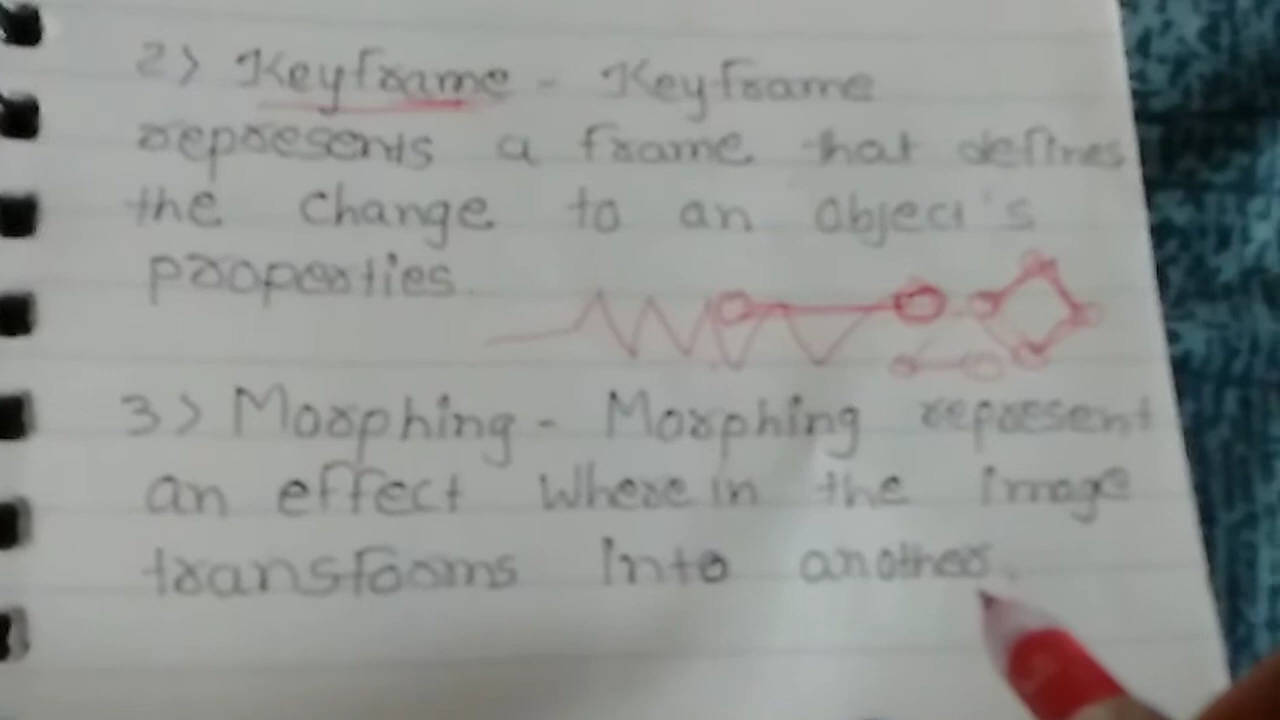 2) Keyframe - Keyframe
represents a frame that defines
the change to an object's
properties.
3) Morphing - Morphing represent
an effect where in the image
transforms into another.